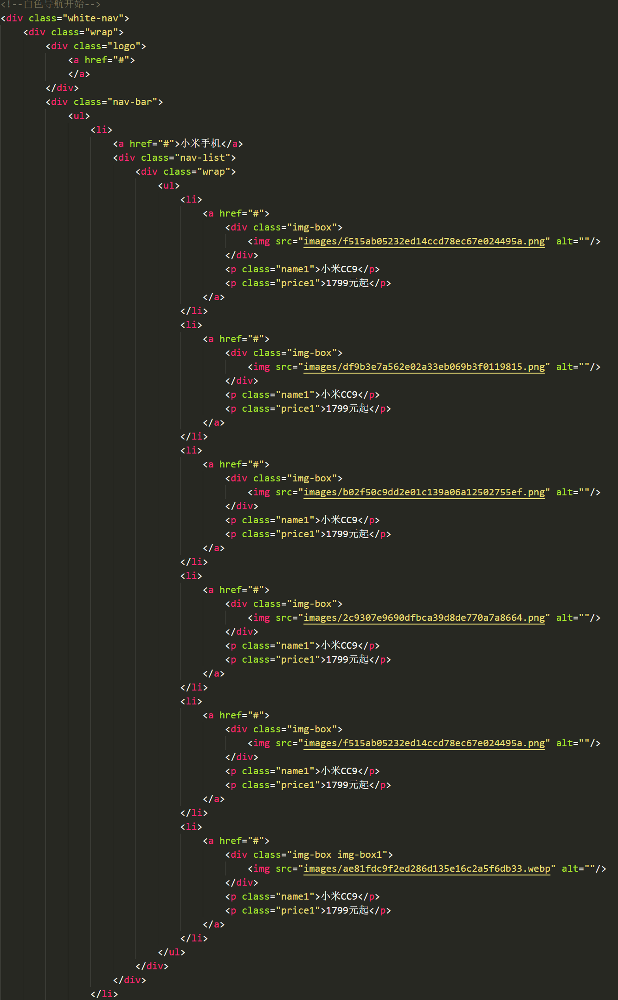 <!--白色导航开始-->
<div class="white-nav">
<div class="wrap">
<div class="logo">
<a href="#">
</a>
</div>
<div class="nav-bar">
<ul>
<li>
<a href="#">小米手机</a>
<div class="nav-list">
<div class="wrap">
<ul>
<li>
<a href="#">
<div class="img-box">
<img src="images/f515ab05232ed14ccd78ec67e024495a.png" alt=""/>
</div>
<p class="name1">小米CC9</p>
<p class="price1">1799元起</p>
</a>
</li>
<li>
<a href="#">
<div class="img-box">
<img src="images/df9b3e7a562e02a33eb069b3f0119815.png" alt=""/>
</div>
<p class="name1">小米CC9</p>
<p class="price1">1799元起</p>
</a>
</li>
<li>
<a href="#">
<div class="img-box">
<img src="images/b02f50c9dd2e01c139a06a12502755ef.png" alt=""/>
</div>
<p class="name1">小米CC9</p>
<p class="price1">1799元起</p>
</a>
</li>
<li>
<a href="#">
<div class="img-box">
<img src="images/2c9307e9690dfbca39d8de770a7a8664.png" alt=""/>
</div>
<p class="name1">小米CC9</p>
<p class="price1">1799元起</p>
</a>
</li>
<li>
<a href="#">
<div class="img-box">
<img src="images/f515ab05232ed14ccd78ec67e024495a.png" alt=""/>
</div>
<p class="name1">小米CC9</p>
<p class="price1">1799元起</p>
</a>
</li>
<li>
<a href="#">
<div class="img-box img-box1">
<img src="images/ae81fdc9f2ed286d135e16c2a5f6db33.webp" alt=""/>
</div>
<p class="name1">小米CC9</p>
<p class="price1">1799元起</p>
</a>
</li>
</ul>
</div>
</div>
</li>